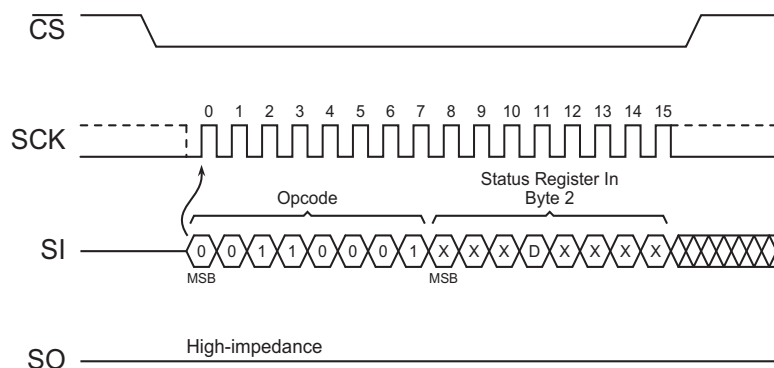 CS
0 1 2 3 4 5 6 7 8 9 10 11 12 13 14 15
SCK
Status Register In
Byte 2
Opcode
SI
0 0 1 1 0 0 0 1 X X X D X X X X
MSB MSB
High-impedance
SO